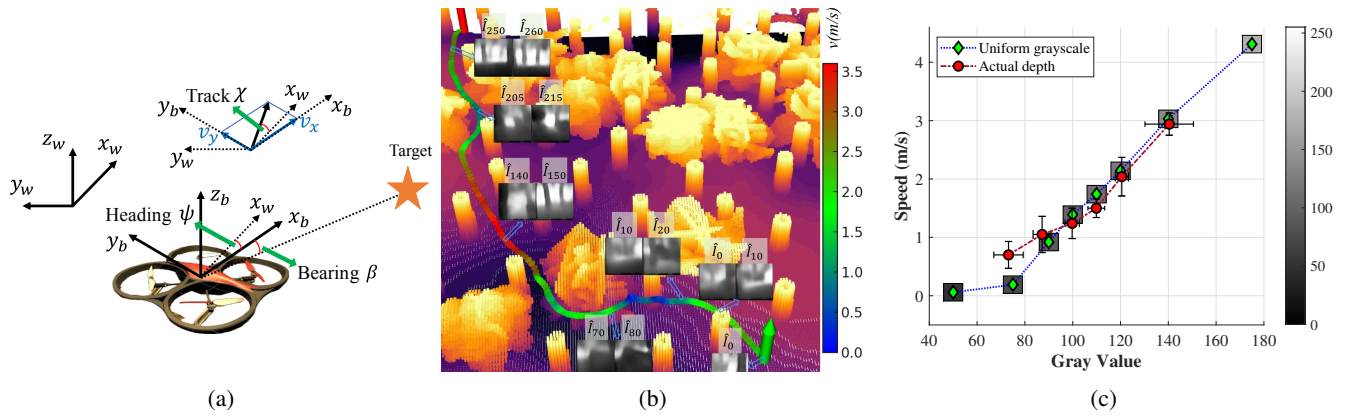 Track χ
x_w
x_b
y_b
v_y
v_x
y_w
z_w
x_w
y_w
Target
z_b
Heading ψ
x_w
x_b
y_b
Bearing β
(a)
Î_250 Î_260
Î_205 Î_215
Î_140 Î_150
Î_10 Î_20
Î_0 Î_10
Î_70 Î_80
Î_0
v(m/s)
3.5
3.0
2.5
2.0
1.5
1.0
0.5
0.0
(b)
Uniform grayscale
Actual depth
Speed (m/s)
4
3
2
1
0
40 60 80 100 120 140 160 180
Gray Value
250
200
150
100
50
0
(c)